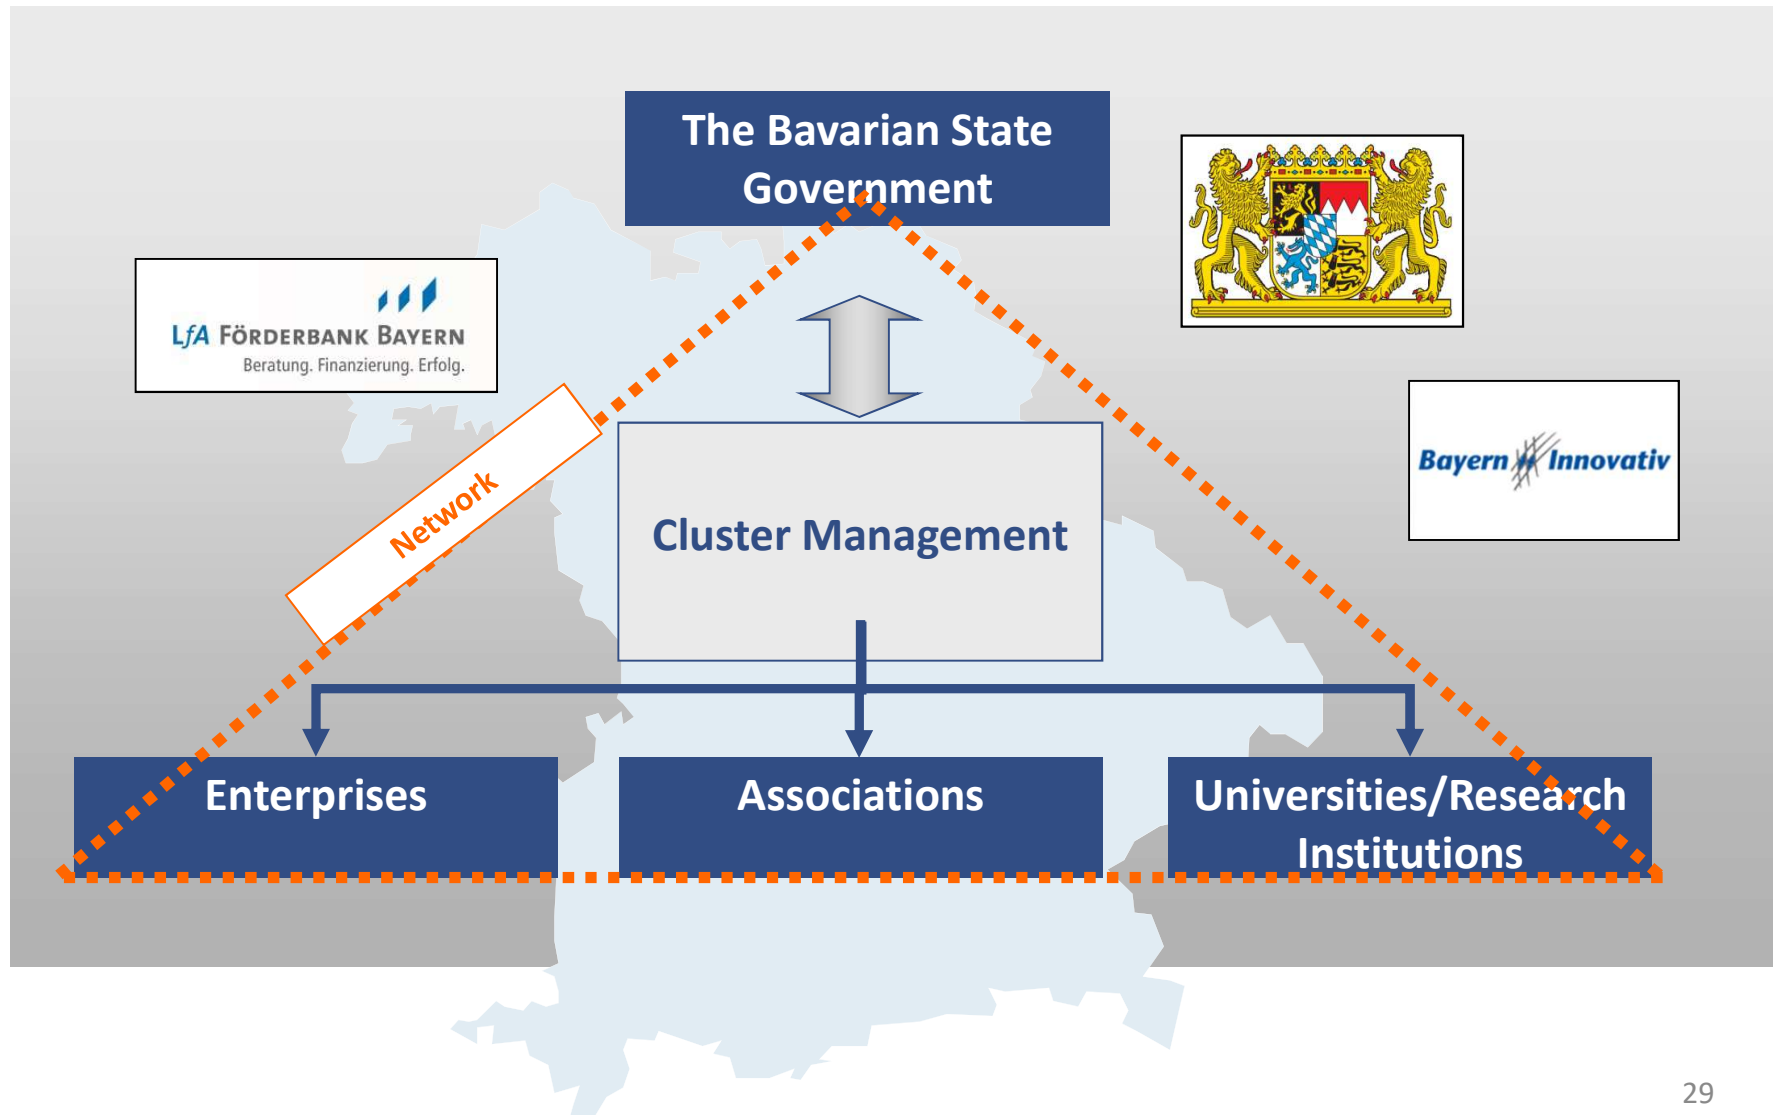 The Bavarian State
Government
LfA FÖRDERBANK BAYERN
Beratung. Finanzierung. Erfolg.
Bayern Innovativ
Network
Cluster Management
Enterprises
Associations
Universities/Research
Institutions
29